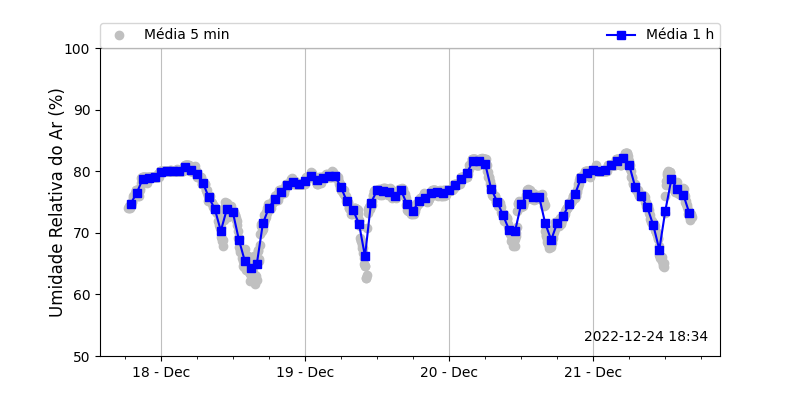 Média 5 min
Média 1 h
100
90
80
70
60
50
Umidade Relativa do Ar (%)
2022-12-24 18:34
18 - Dec
19 - Dec
20 - Dec
21 - Dec